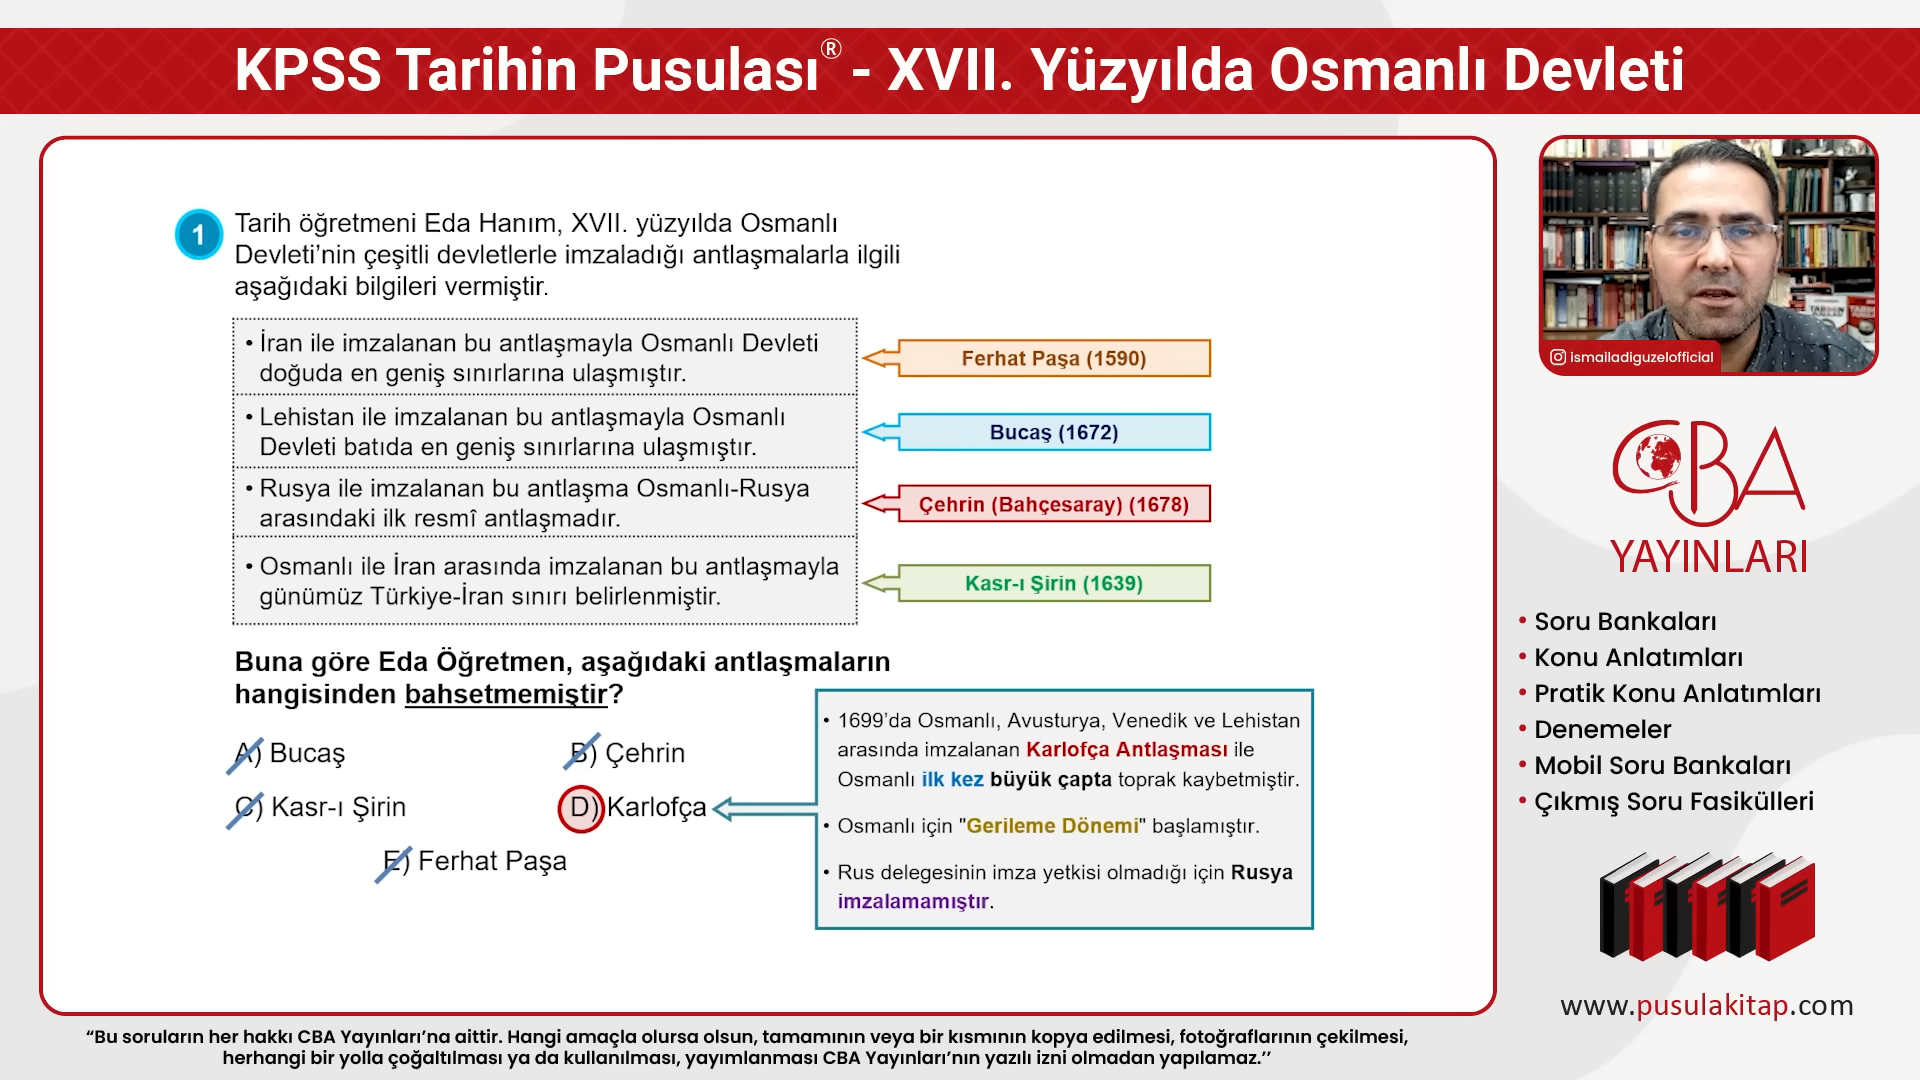 KPSS Tarihin Pusulası® - XVII. Yüzyılda Osmanlı Devleti
1
Tarih öğretmeni Eda Hanım, XVII. yüzyılda Osmanlı
Devleti’nin çeşitli devletlerle imzaladığı antlaşmalarla ilgili
aşağıdaki bilgileri vermiştir.
• İran ile imzalanan bu antlaşmayla Osmanlı Devleti
doğuda en geniş sınırlarına ulaşmıştır.
Ferhat Paşa (1590)
• Lehistan ile imzalanan bu antlaşmayla Osmanlı
Devleti batıda en geniş sınırlarına ulaşmıştır.
Bucaş (1672)
• Rusya ile imzalanan bu antlaşma Osmanlı-Rusya
arasındaki ilk resmî antlaşmadır.
Çehrin (Bahçesaray) (1678)
• Osmanlı ile İran arasında imzalanan bu antlaşmayla
günümüz Türkiye-İran sınırı belirlenmiştir.
Kasr-ı Şirin (1639)
Buna göre Eda Öğretmen, aşağıdaki antlaşmaların
hangisinden bahsetmemiştir?
A) Bucaş
B) Çehrin
C) Kasr-ı Şirin
D) Karlofça
E) Ferhat Paşa
• 1699’da Osmanlı, Avusturya, Venedik ve Lehistan
arasında imzalanan Karlofça Antlaşması ile
Osmanlı ilk kez büyük çapta toprak kaybetmiştir.
• Osmanlı için "Gerileme Dönemi" başlamıştır.
• Rus delegesinin imza yetkisi olmadığı için Rusya
imzalamamıştır.
ismailadiguzelofficial
CBA
YAYINLARI
• Soru Bankaları
• Konu Anlatımları
• Pratik Konu Anlatımları
• Denemeler
• Mobil Soru Bankaları
• Çıkmış Soru Fasikülleri
www.pusulakitap.com
“Bu soruların her hakkı CBA Yayınları’na aittir. Hangi amaçla olursa olsun, tamamının veya bir kısmının kopya edilmesi, fotoğraflarının çekilmesi,
herhangi bir yolla çoğaltılması ya da kullanılması, yayımlanması CBA Yayınları’nın yazılı izni olmadan yapılamaz.’’